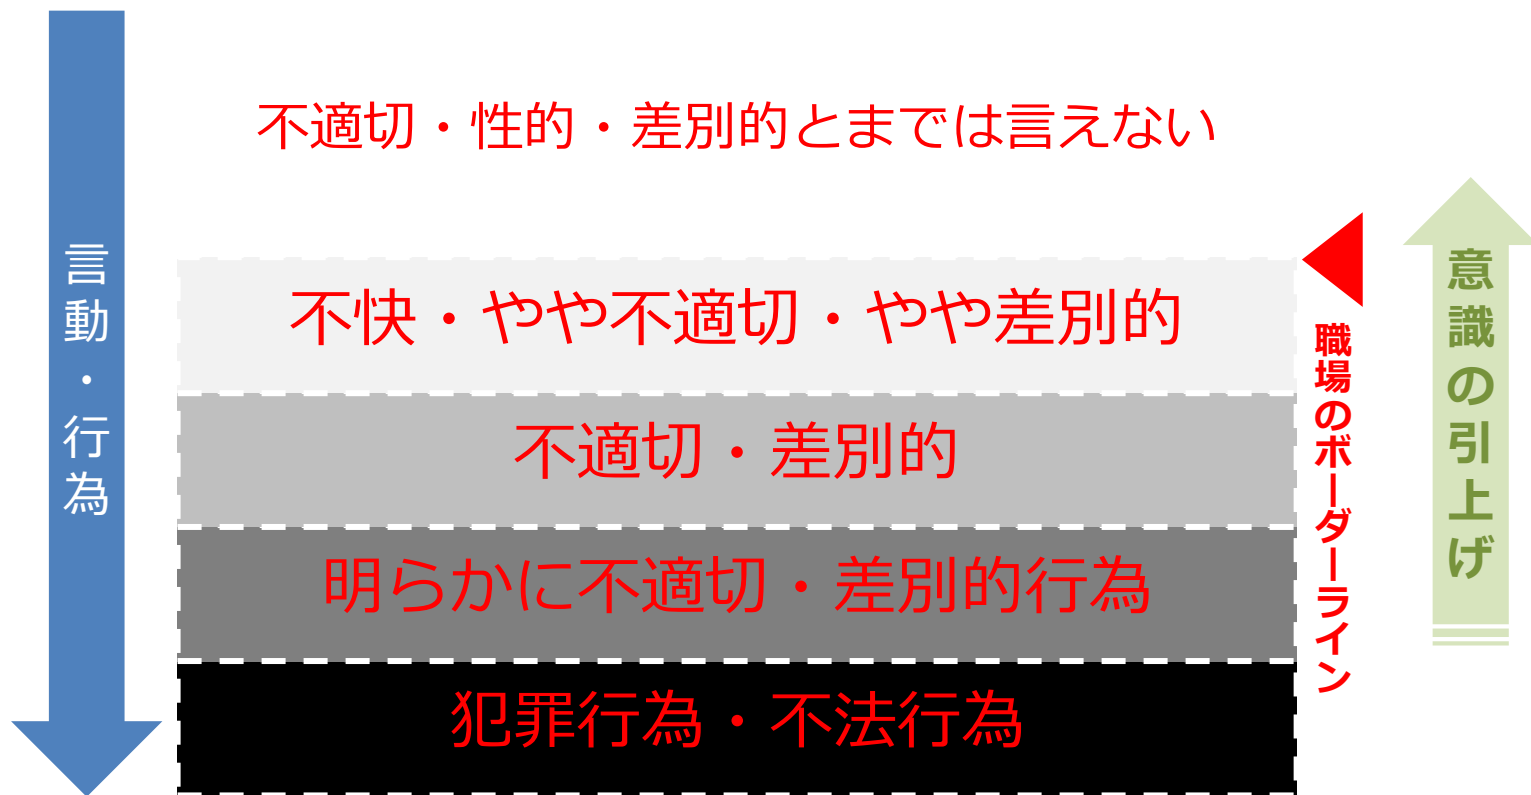 不適切・性的・差別的とまでは言えない
言動・行為
不快・やや不適切・やや差別的
不適切・差別的
明らかに不適切・差別的行為
犯罪行為・不法行為
職場のボーダーライン
意識の引上げ